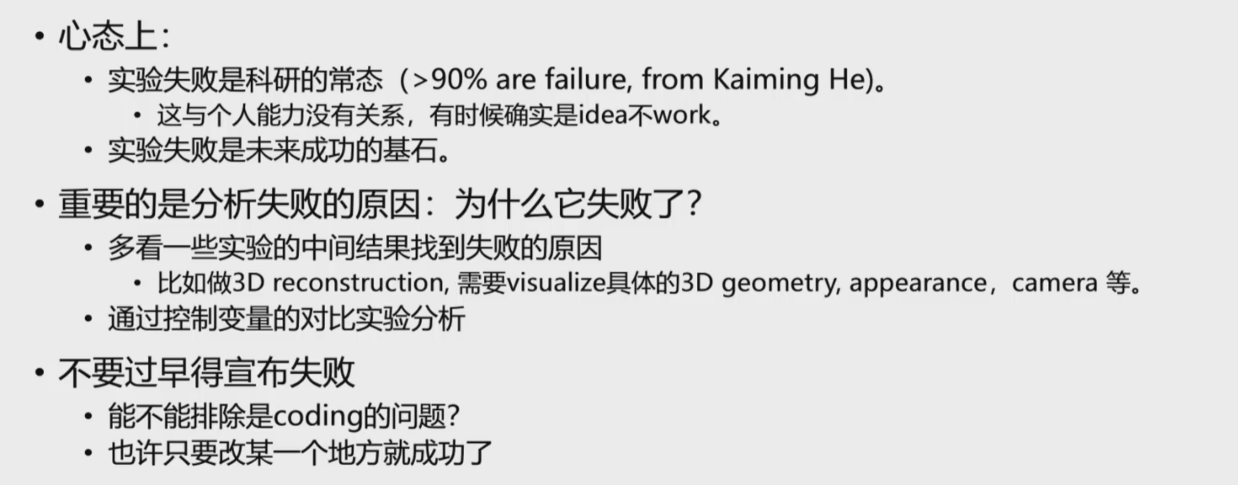 • 心态上：
• 实验失败是科研的常态（>90% are failure, from Kaiming He)。
• 这与个人能力没有关系，有时候确实是idea不work。
• 实验失败是未来成功的基石。
• 重要的是分析失败的原因：为什么它失败了？
• 多看一些实验的中间结果找到失败的原因
• 比如做3D reconstruction, 需要visualize具体的3D geometry, appearance，camera 等。
• 通过控制变量的对比实验分析
• 不要过早得宣布失败
• 能不能排除是coding的问题？
• 也许只要改某一个地方就成功了